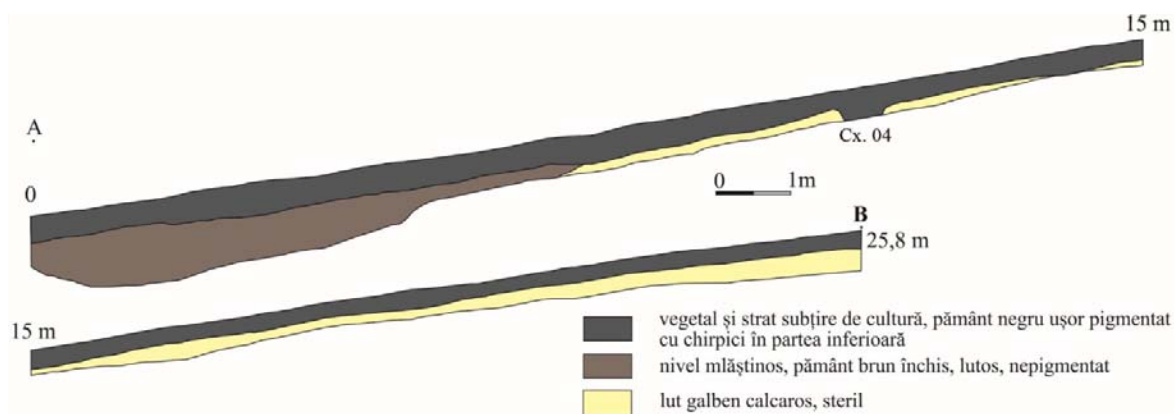 15 m
A
0
Cx. 04
0 1m
B
25,8 m
15 m
vegetal și strat subțire de cultură, pământ negru ușor pigmentat
cu chirpici în partea inferioară
nivel mlăștinos, pământ brun închis, lutos, nepigmentat
lut galben calcaros, steril